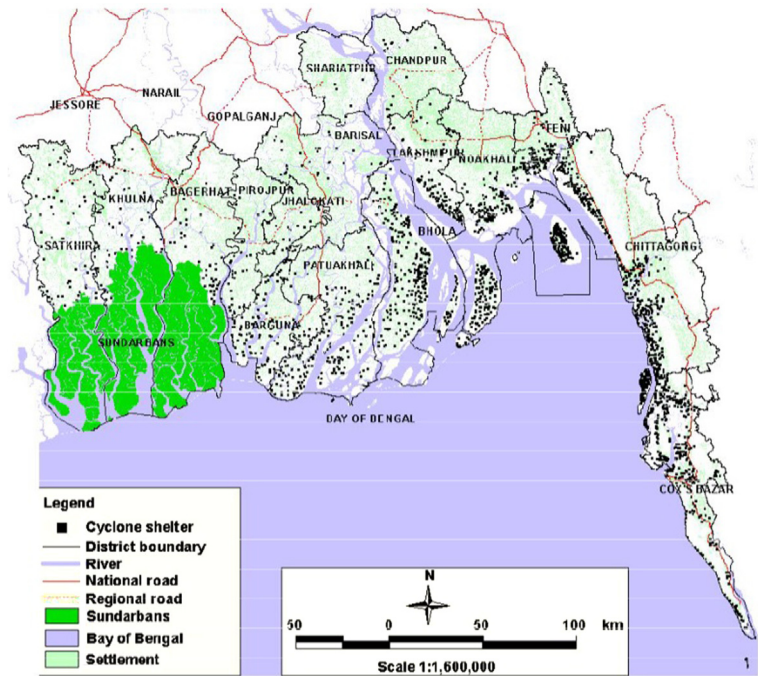 SHARIATPUR
CHANDPUR
NARAIL
JESSORE
GOPALGANJ
BARISAL
FENI
LAKSHMIPUR
NOAKHALI
KHULNA
BAGERHAT
PIROJPUR
JHALOKATI
SATKHIRA
BHOLA
CHITTAGONG
PATUAKHALI
BARGUNA
SUNDARBANS
BAY OF BENGAL
COX'S BAZAR
Legend
Cyclone shelter
District boundary
River
National road
Regional road
Sundarbans
Bay of Bengal
Settlement
N
50 0 50 100 km
Scale 1:1,600,000
1